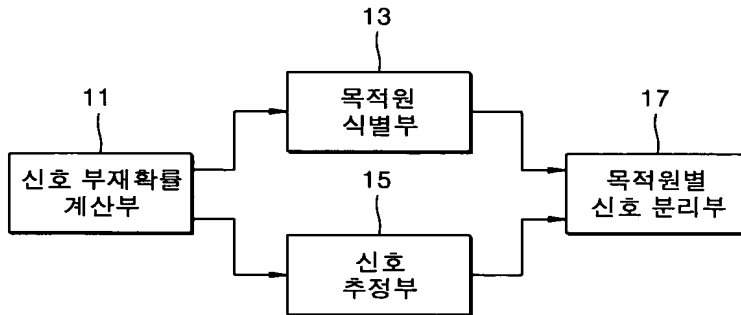 13
목적원
식별부
11
신호 부재확률
계산부
17
목적원별
신호 분리부
15
신호
추정부